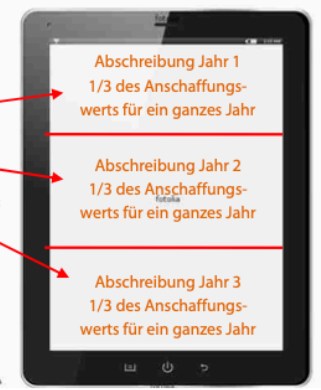 fotolia
Abschreibung Jahr 1
1/3 des Anschaffungs-
werts für ein ganzes Jahr
Abschreibung Jahr 2
1/3 des Anschaffungs-
fotolia
werts für ein ganzes Jahr
Abschreibung Jahr 3
1/3 des Anschaffungs-
werts für ein ganzes Jahr